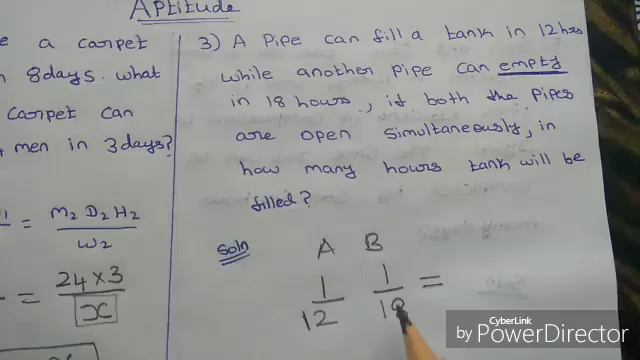 Aptitude
a carpet
8days. what
carpet can
men in 3days?
= M2 D2 H2
W2
= 24 × 3
x
3) A Pipe can fill a tank in 12hrs
while another pipe can empty
in 18 hours, if both the pipes
are open simultaneously, in
how many hours tank will be
filled?
Soln
A B
1 1 =
12 18
CyberLink
by PowerDirector